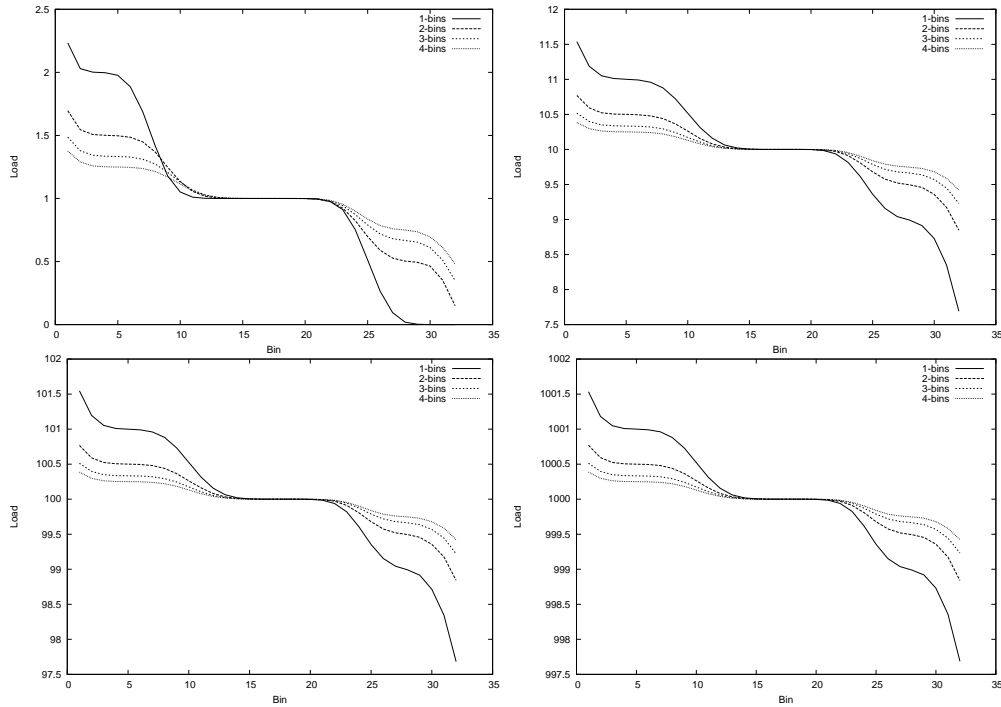 2.5
2
1.5
1
0.5
0
0
5
10
15
20
25
30
35
Load
Bin
1-bins
2-bins
3-bins
4-bins
12
11.5
11
10.5
10
9.5
9
8.5
8
7.5
0
5
10
15
20
25
30
35
Load
Bin
1-bins
2-bins
3-bins
4-bins
102
101.5
101
100.5
100
99.5
99
98.5
98
97.5
0
5
10
15
20
25
30
35
Load
Bin
1-bins
2-bins
3-bins
4-bins
1002
1001.5
1001
1000.5
1000
999.5
999
998.5
998
997.5
0
5
10
15
20
25
30
35
Load
Bin
1-bins
2-bins
3-bins
4-bins